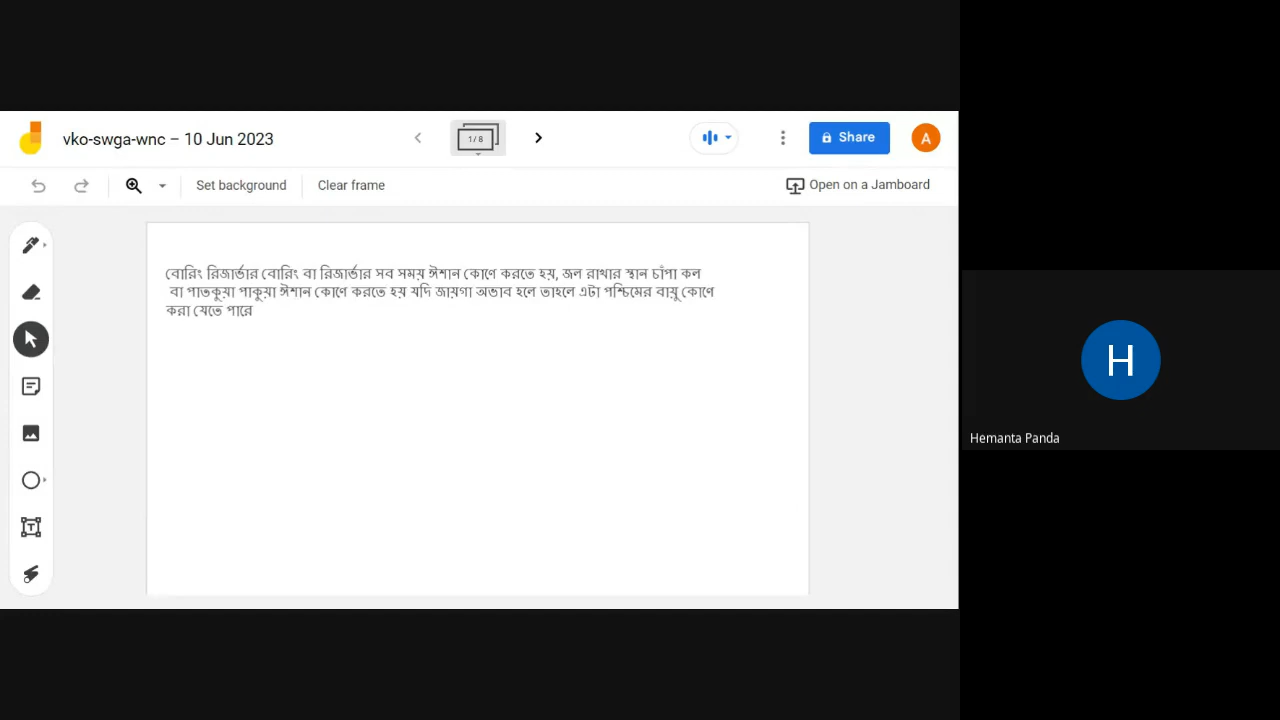 vko-swga-wnc – 10 Jun 2023
1/8
Share
A
Set background
Clear frame
Open on a Jamboard
বোরিং রিজার্ভার বোরিং বা রিজার্ভার সব সময় ঈশান কোণে করতে হয়, জল রাখার স্থান চাঁপা কল
বা পাতকুয়া পাকুয়া ঈশান কোণে করতে হয় যদি জায়গা অভাব হলে তাহলে এটা পশ্চিমের বায়ু কোণে
করা যেতে পারে
H
Hemanta Panda